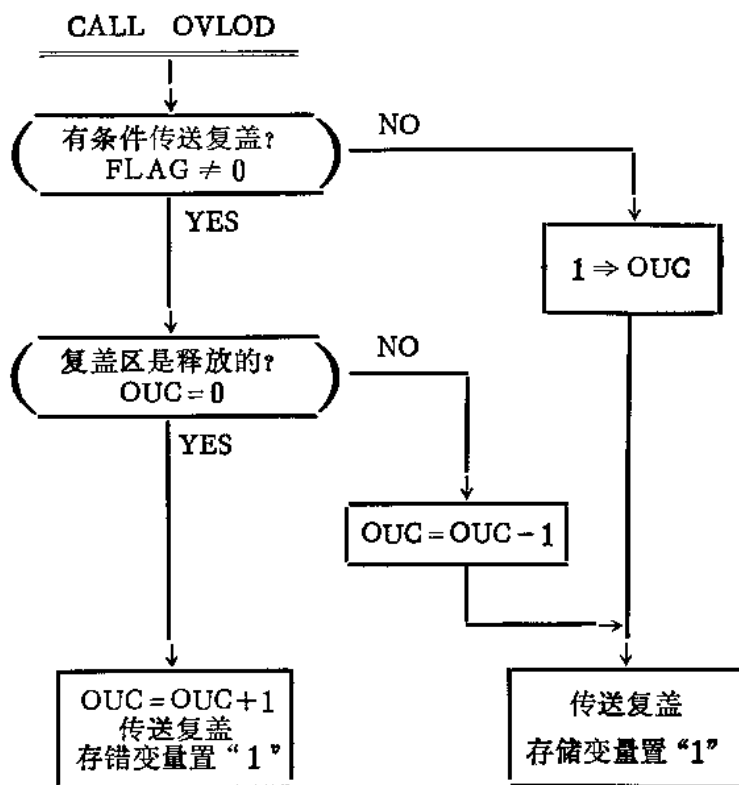 CALL OVLOD
有条件传送复盖?
FLAG ≠ 0
NO
YES
1 ⇒ OUC
复盖区是释放的?
OUC = 0
NO
YES
OUC = OUC - 1
OUC = OUC + 1
传送复盖
存错变量置“1”
传送复盖
存储变量置“1”